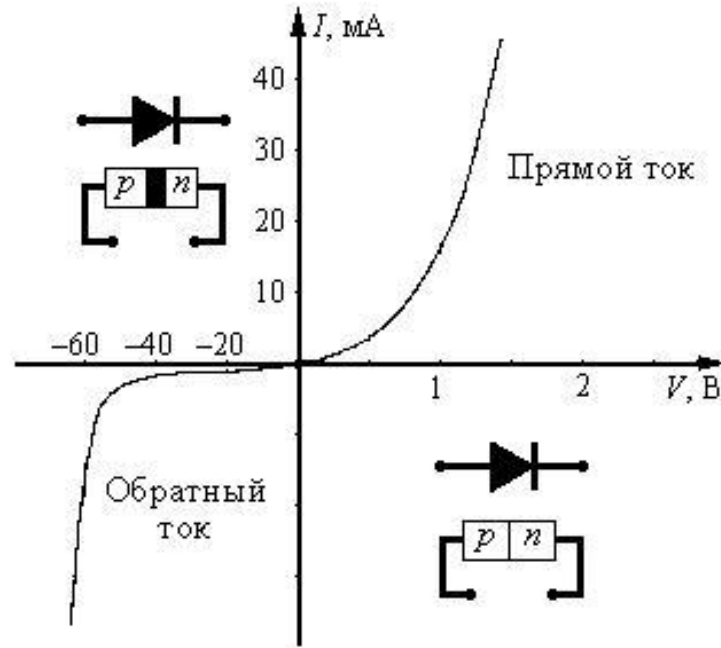 I, мА
40
30
Прямой ток
p n
20
10
−60 −40 −20
1 2
V, В
Обратный
ток
p n